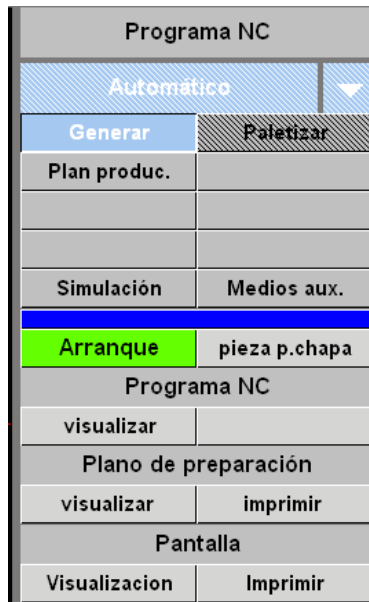 Programa NC
Automático
Generar Paletizar
Plan produc.
Simulación Medios aux.
Arranque pieza p.chapa
Programa NC
visualizar
Plano de preparación
visualizar imprimir
Pantalla
Visualizacion Imprimir